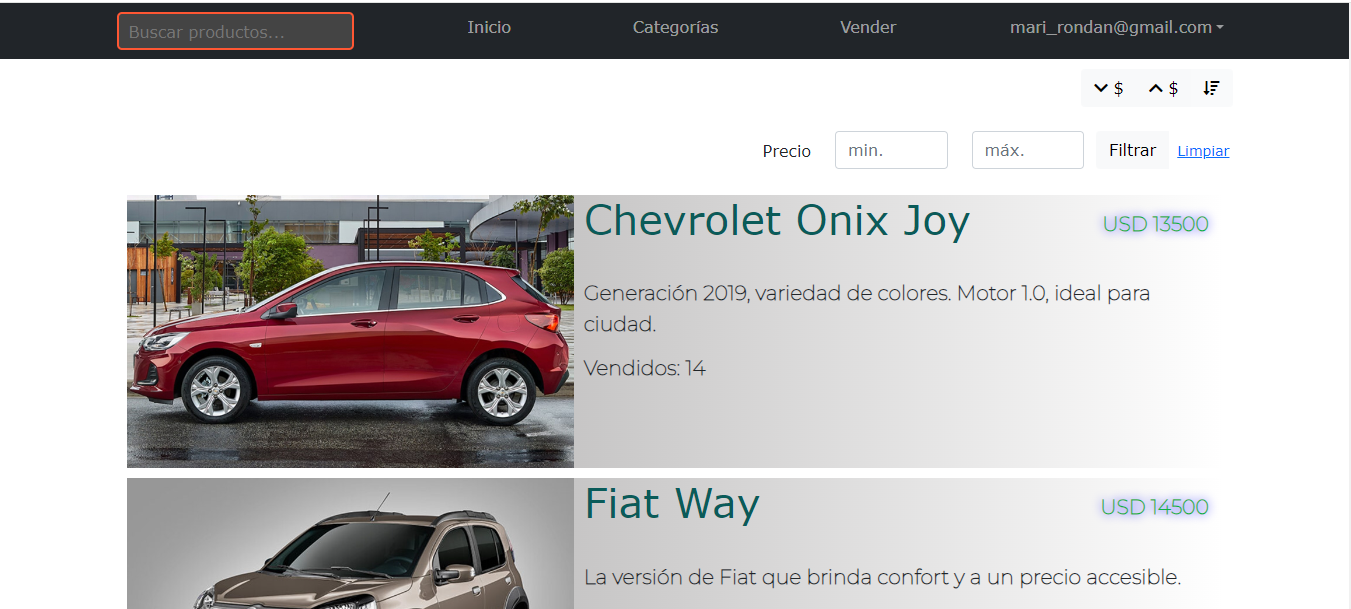 Buscar productos...
Inicio
Categorías
Vender
mari_rondan@gmail.com
$
$
Precio
min.
máx.
Filtrar
Limpiar
Chevrolet Onix Joy
USD 13500
Generación 2019, variedad de colores. Motor 1.0, ideal para
ciudad.
Vendidos: 14
Fiat Way
USD 14500
La versión de Fiat que brinda confort y a un precio accesible.